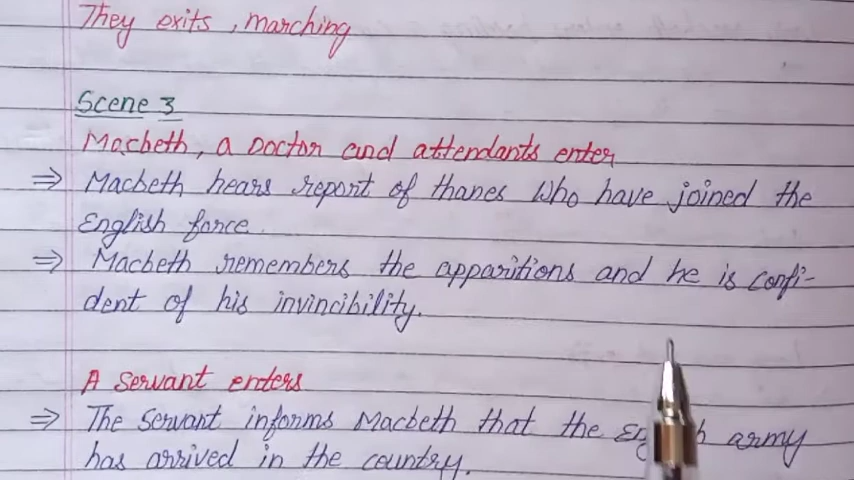 They exits, marching
Scene 3
Macbeth, a Doctor and attendants enter
⇒ Macbeth hears report of thanes who have joined the
English force.
⇒ Macbeth remembers the apparitions and he is confi-
dent of his invincibility.
A servant enters
⇒ The servant informs Macbeth that the army
has arrived in the country.